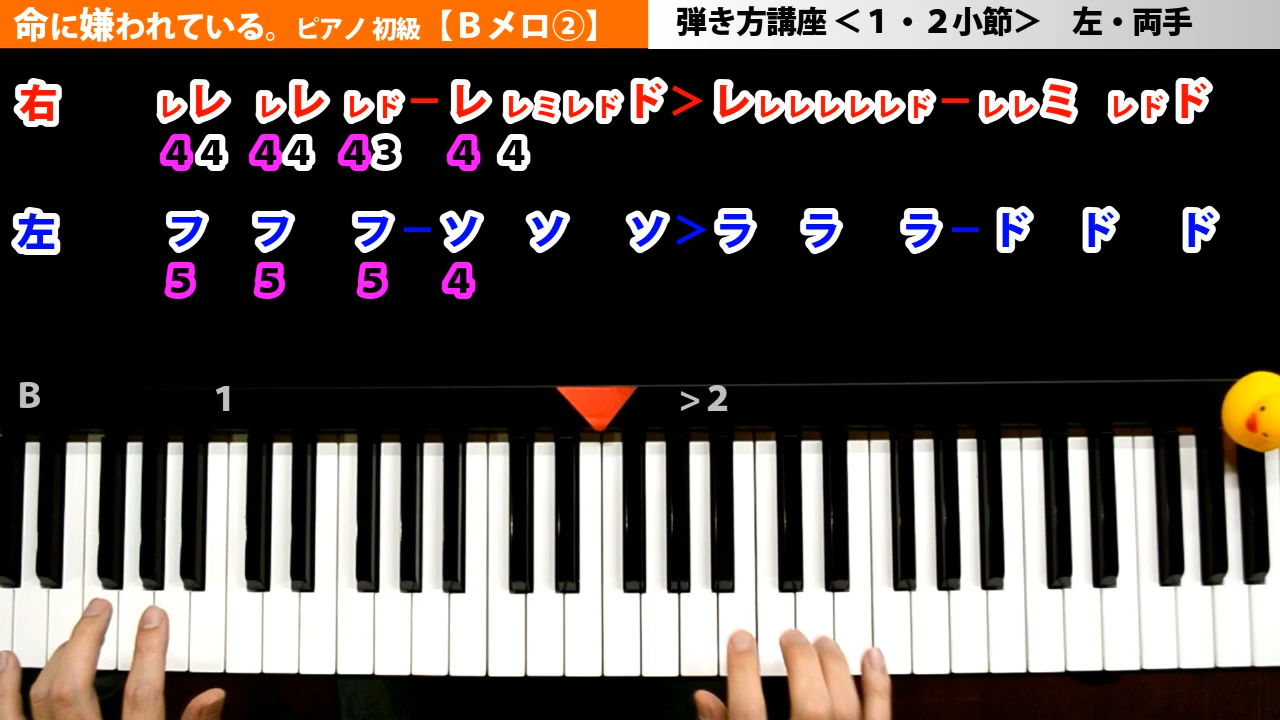 命に嫌われている。ピアノ 初級【Bメロ②】 弾き方講座 ＜１・２小節＞ 左・両手
右 レレ レレ レドーレ レミレドド＞レレレレレレドーレレミ レドド
44 44 43 4 4
左 フ フ フーソ ソ ソ＞ラ ラ ラード ド ド
5 5 5 4
B 1 ＞2